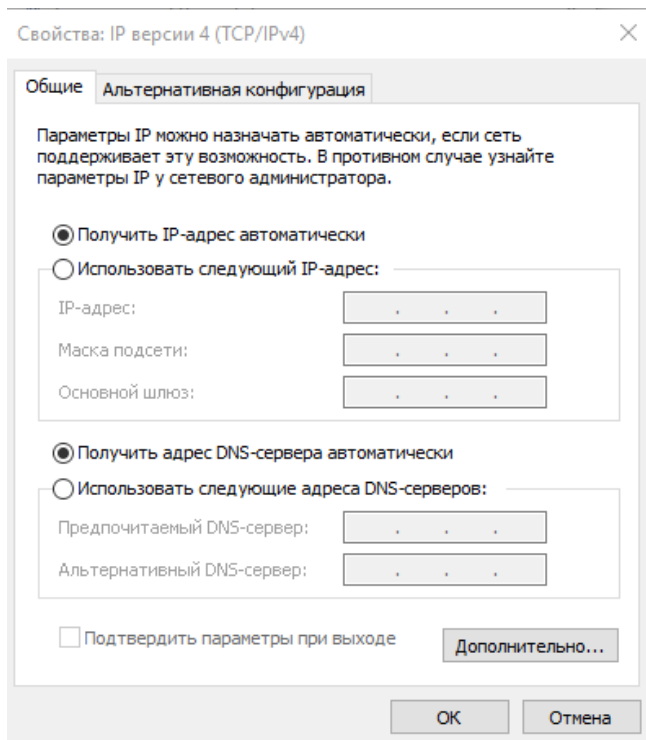 Свойства: IP версии 4 (TCP/IPv4)
Общие
Альтернативная конфигурация
Параметры IP можно назначать автоматически, если сеть
поддерживает эту возможность. В противном случае узнайте
параметры IP у сетевого администратора.
Получить IP-адрес автоматически
Использовать следующий IP-адрес:
IP-адрес:
Маска подсети:
Основной шлюз:
Получить адрес DNS-сервера автоматически
Использовать следующие адреса DNS-серверов:
Предпочитаемый DNS-сервер:
Альтернативный DNS-сервер:
Подтвердить параметры при выходе
Дополнительно...
ОК
Отмена